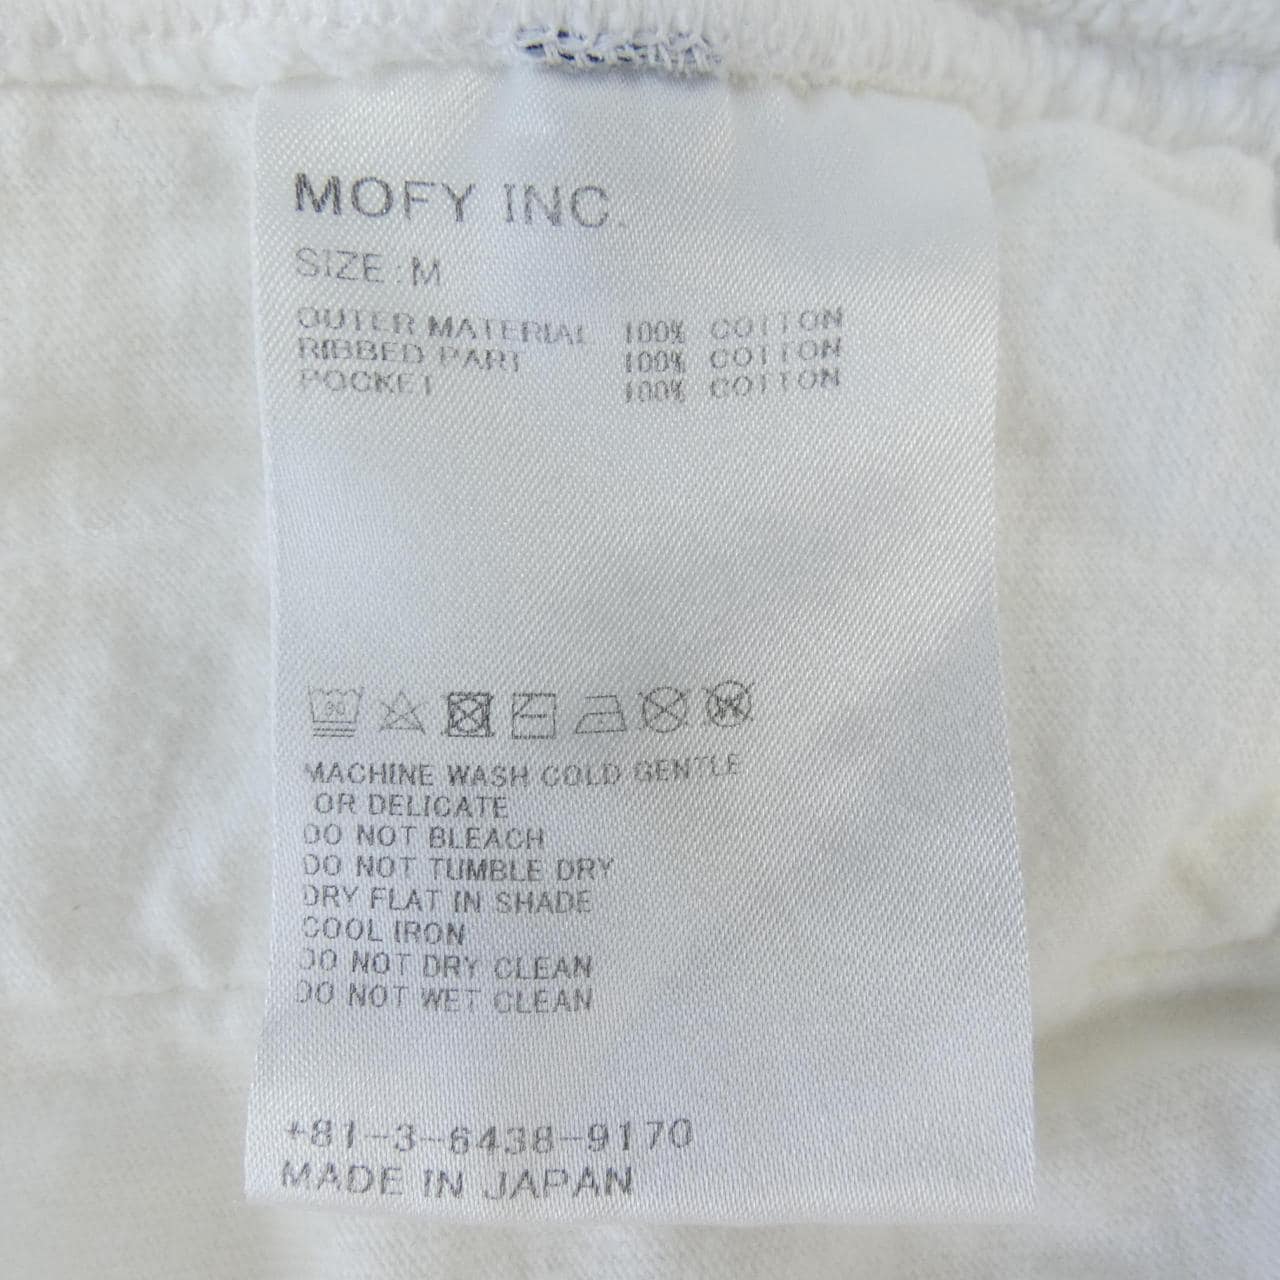 MOFY INC.
SIZE:M
OUTER MATERIAL 100% COTTON
RIBBED PART 100% COTTON
POCKET 100% COTTON
30
MACHINE WASH COLD GENTLE
OR DELICATE
DO NOT BLEACH
DO NOT TUMBLE DRY
DRY FLAT IN SHADE
COOL IRON
DO NOT DRY CLEAN
DO NOT WET CLEAN
+81-3-6438-9170
MADE IN JAPAN